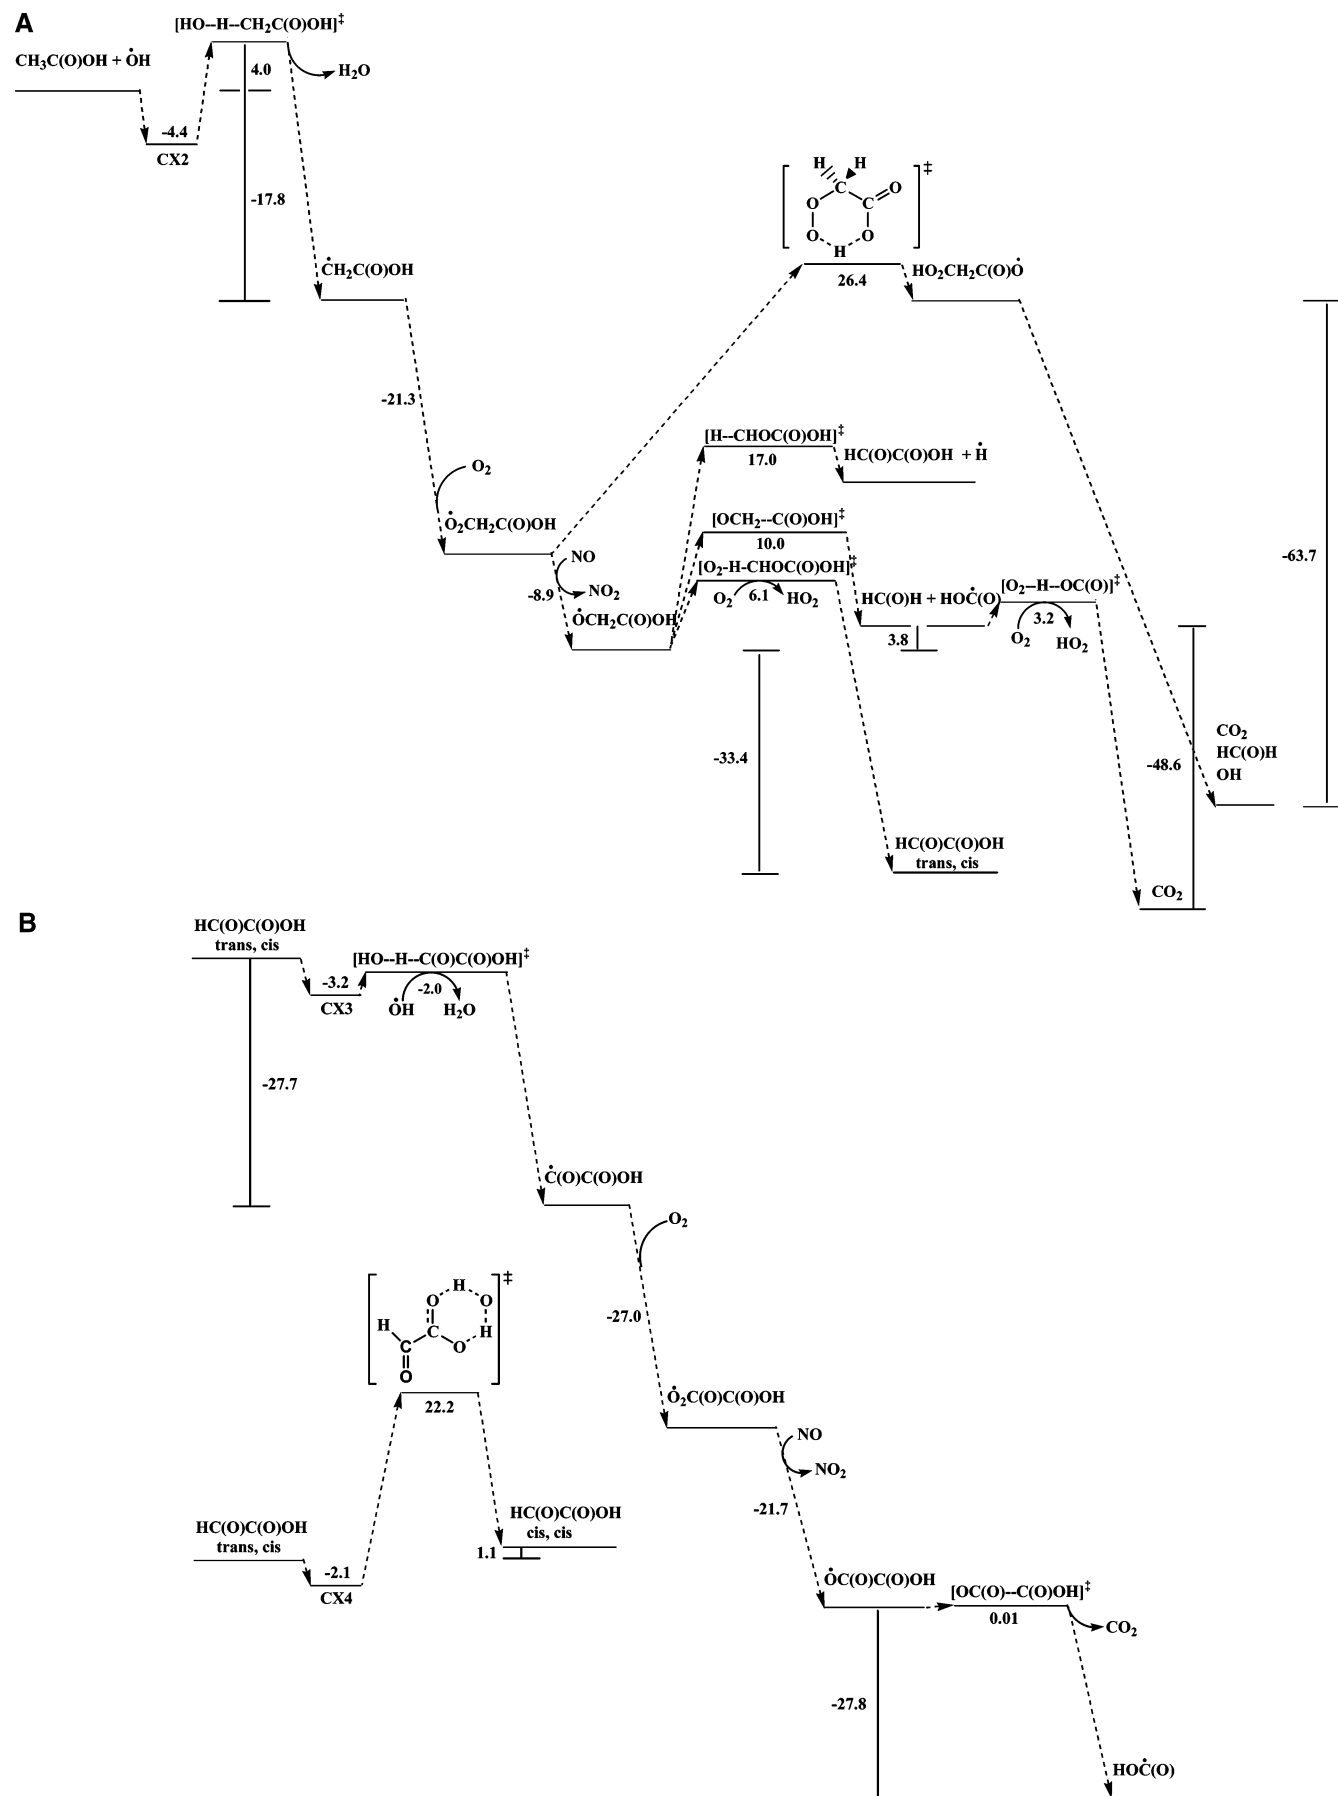 A
[HO--H--CH₂C(O)OH]‡
CH₃C(O)OH + ȮH
4.0
H₂O
-4.4
CX2
-17.8
ĊH₂C(O)OH
-21.3
O₂
Ȯ₂CH₂C(O)OH
NO
NO₂
-8.9
ȮCH₂C(O)OH
[
H H
C O
O C
O O
H
]‡
26.4
HO₂CH₂C(O)Ȯ
[H--CHOC(O)OH]‡
17.0
HC(O)C(O)OH + Ḣ
[OCH₂--C(O)OH]‡
10.0
[O₂-H-CHOC(O)OH]‡
O₂ 6.1 HO₂
HC(O)H + HOĊ(O)
3.8
[O₂--H--OC(O)]‡
3.2
O₂
HO₂
-63.7
-33.4
-48.6
CO₂
HC(O)H
OH
HC(O)C(O)OH
trans, cis
CO₂
B
HC(O)C(O)OH
trans, cis
-3.2
CX3
[HO--H--C(O)C(O)OH]‡
-2.0
ȮH H₂O
-27.7
Ċ(O)C(O)OH
O₂
-27.0
Ȯ₂C(O)C(O)OH
NO
NO₂
-21.7
[
H
O O
H C H
C O
O
]‡
22.2
HC(O)C(O)OH
trans, cis
-2.1
CX4
HC(O)C(O)OH
cis, cis
1.1
ȮC(O)C(O)OH
[OC(O)--C(O)OH]‡
0.01
CO₂
-27.8
HOĊ(O)